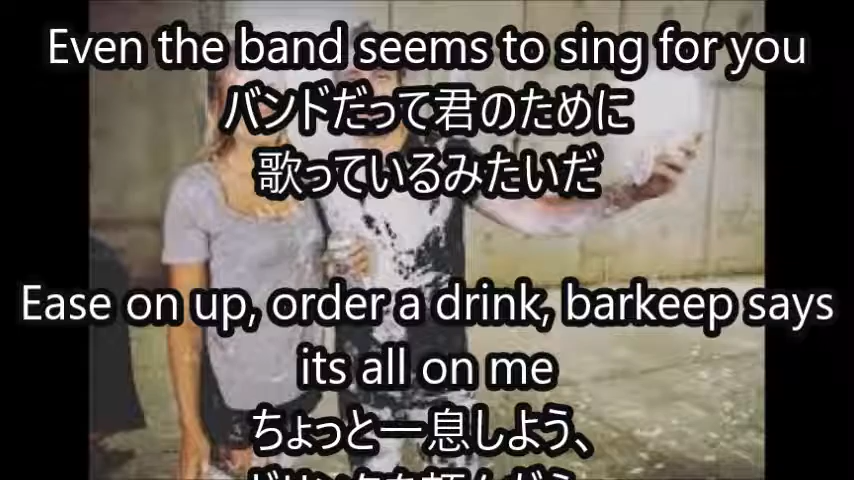 Even the band seems to sing for you
バンドだって君のために
歌っているみたいだ
Ease on up, order a drink, barkeep says
its all on me
ちょっと一息しよう、